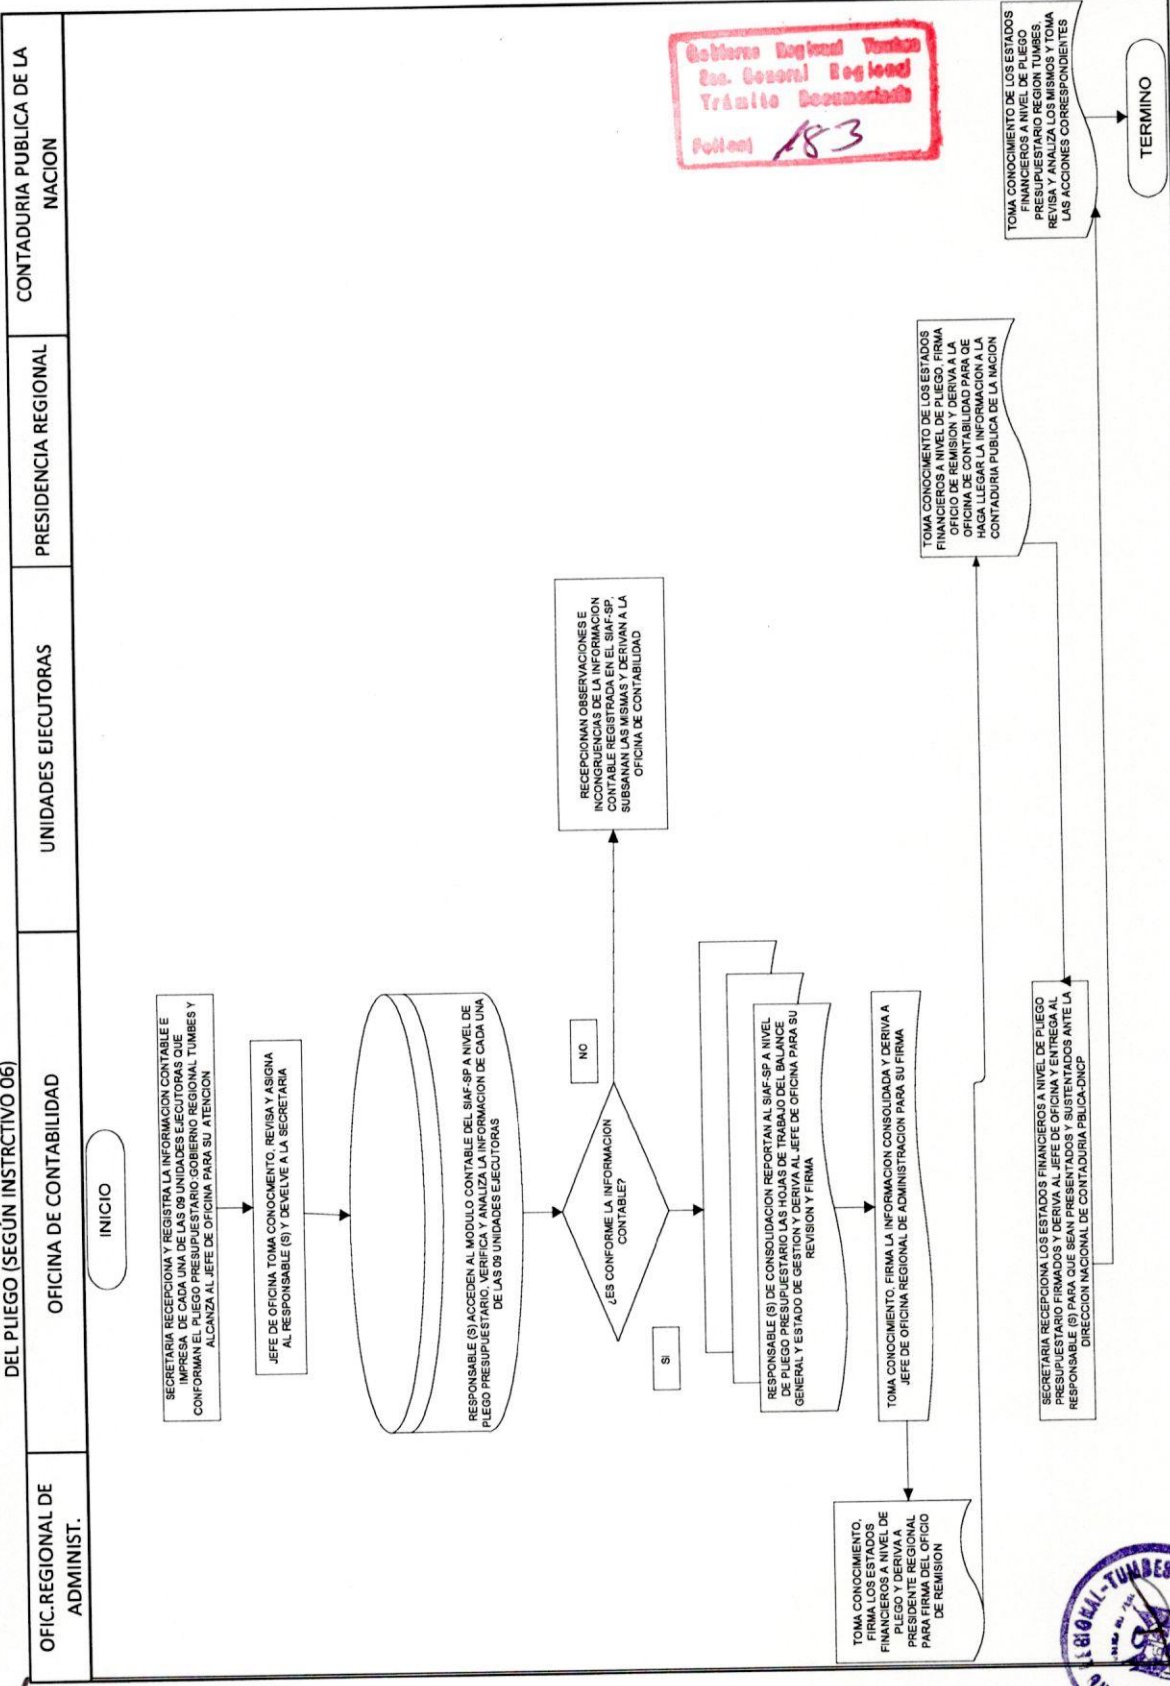 DEL PLIEGO (SEGÚN INSTRCTIVO 06)
OFIC.REGIONAL DE
ADMINIST.
OFICINA DE CONTABILIDAD
UNIDADES EJECUTORAS
PRESIDENCIA REGIONAL
CONTADURIA PUBLICA DE LA
NACION
INICIO
SECRETARIA RECEPCIONA Y REGISTRA LA INFORMACION CONTABLE E
IMPRESA DE CADA UNA DE LAS 09 UNIDADES EJECUTORAS QUE
CONFORMAN EL PLIEGO PRESUPUESTARIO:GOBIERNO REGIONAL TUMBES Y
ALCANZA AL JEFE DE OFICINA PARA SU ATENCION
JEFE DE OFICINA TOMA CONOCMENTO, REVISA Y ASIGNA
AL RESPONSABLE (S) Y DEVELVE A LA SECRETARIA
RESPONSABLE (S) ACCEDEN AL MODULO CONTABLE DEL SIAF-SP A NIVEL DE
PLEGO PRESUPUESTARIO, VERIFICA Y ANALIZA LA INFORMACION DE CADA UNA
DE LAS 09 UNIDADES EJECUTORAS
¿ES CONFORME LA INFORMACION
CONTABLE?
NO
SI
RECEPCIONAN OBSERVACIONES E
INCONGRUENCIAS DE LA INFORMACION
CONTABLE REGISTRADA EN EL SIAF-SP,
SUBSANAN LAS MISMAS Y DERIVAN A LA
OFICINA DE CONTABILIDAD
RESPONSABLE (S) DE CONSOLIDACION REPORTAN AL SIAF-SP A NIVEL
DE PLIEGO PRESUPUESTARIO LAS HOJAS DE TRABAJO DEL BALANCE
GENERAL Y ESTADO DE GESTION Y DERIVA AL JEFE DE OFICINA PARA SU
REVISION Y FIRMA
TOMA CONOCIMIENTO, FIRMA LA INFORMACION CONSOLIDADA Y DERIVA A
JEFE DE OFICINA REGIONAL DE ADMINISTRACION PARA SU FIRMA
TOMA CONOCIMIENTO,
FIRMA LOS ESTADOS
FINANCIEROS A NIVEL DE
PLEGO Y DERIVA A
PRESIDENTE REGIONAL
PARA FIRMA DEL OFICIO
DE REMISION
TOMA CONOCIMENTO DE LOS ESTADOS
FINANCIEROS A NIVEL DE PLIEGO, FIRMA
OFICIO DE REMISION Y DERIVA A LA
OFICINA DE CONTABILIDAD PARA QE
HAGA LLEGAR LA INFORMACION A LA
CONTADURIA PUBLICA DE LA NACION
SECRETARIA RECEPCIONA LOS ESTADOS FINANCIEROS A NIVEL DE PLIEGO
PRESUPUESTARIO FIRMADOS Y DERIVA AL JEFE DE OFICINA Y ENTREGA AL
RESPONSABLE (S) PARA QUE SEAN PRESENTADOS Y SUSTENTADOS ANTE LA
DIRECCION NACIONAL DE CONTADURIA PBLICA-DNCP
TOMA CONOCIMIENTO DE LOS ESTADOS
FINANCIEROS A NIVEL DE PLIEGO
PRESUPUESTARIO REGION TUMBES,
REVISA Y ANALIZA LOS MISMOS Y TOMA
LAS ACCIONES CORRESPONDIENTES
TERMINO
Gobierno Regional Tumbes
Sec. General Regional
Trámite Documentario
183
REGIONAL-TUMBES